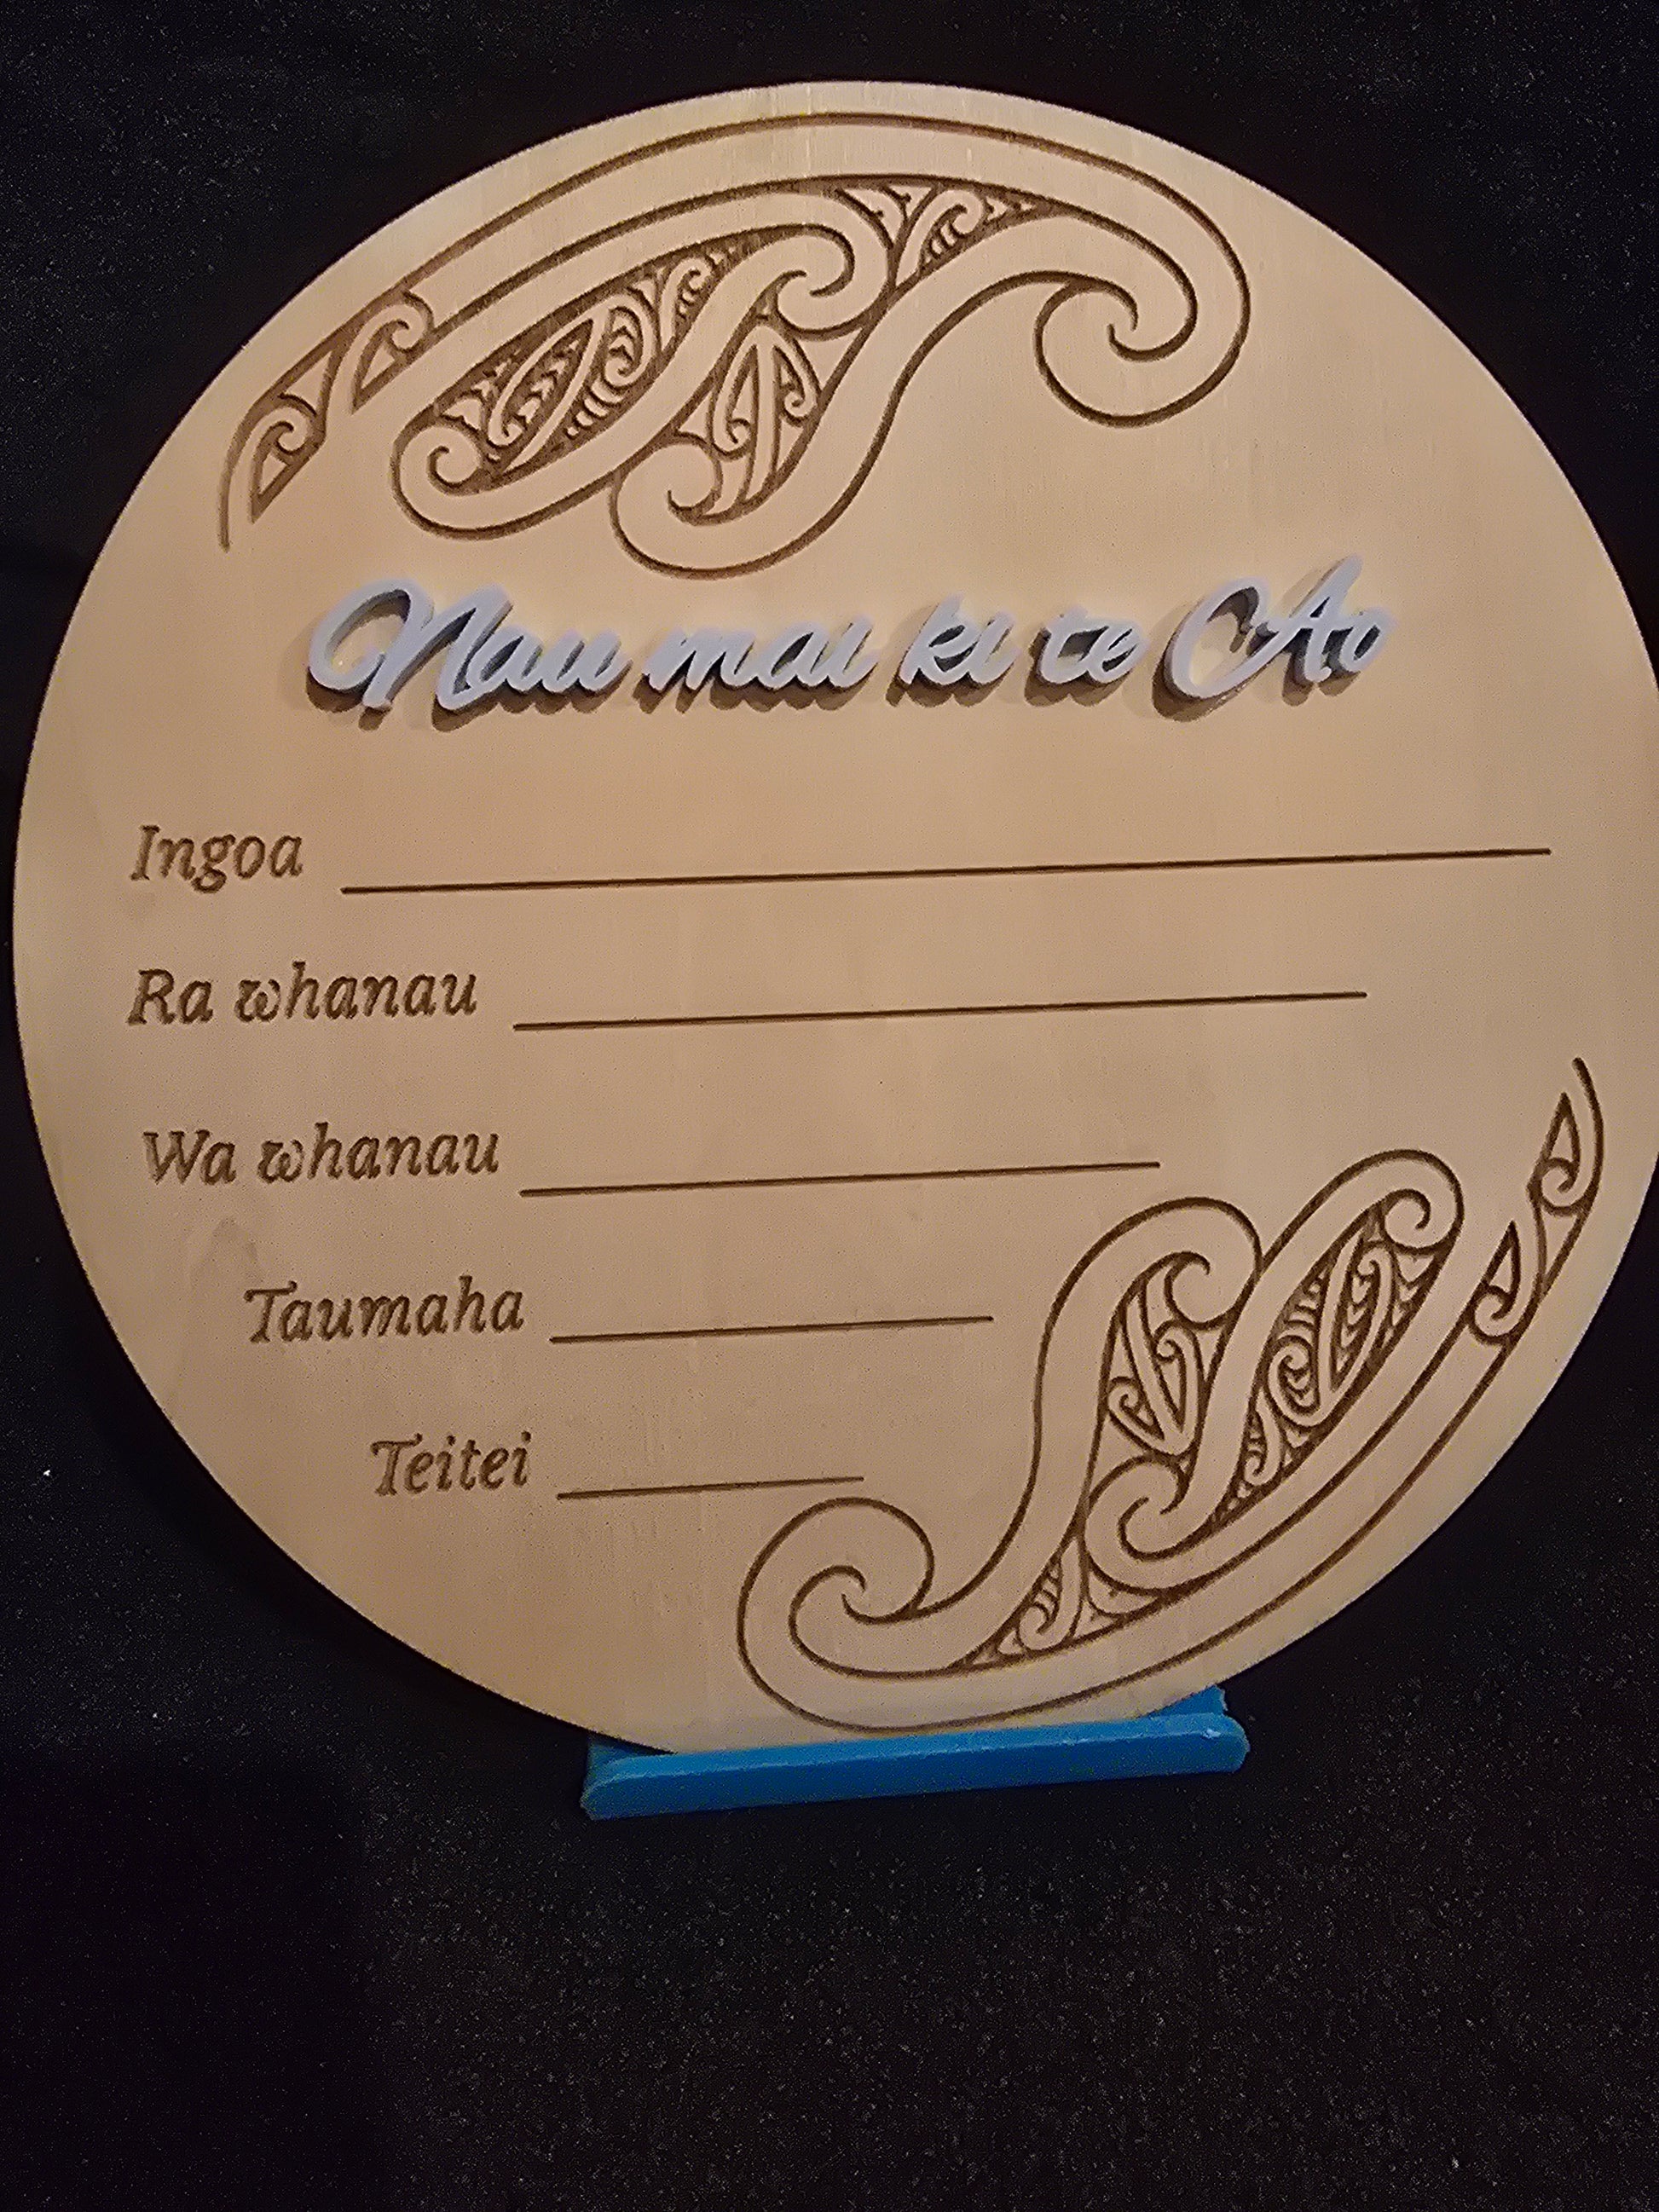 Nau mai ki te Ao
Ingoa
Ra whanau
Wa whanau
Taumaha
Teitei